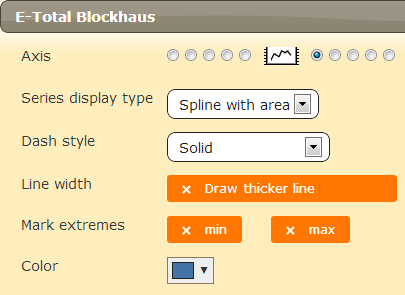 E-Total Blockhaus
Axis
Series display type Spline with area
Dash style Solid
Line width × Draw thicker line
Mark extremes × min × max
Color